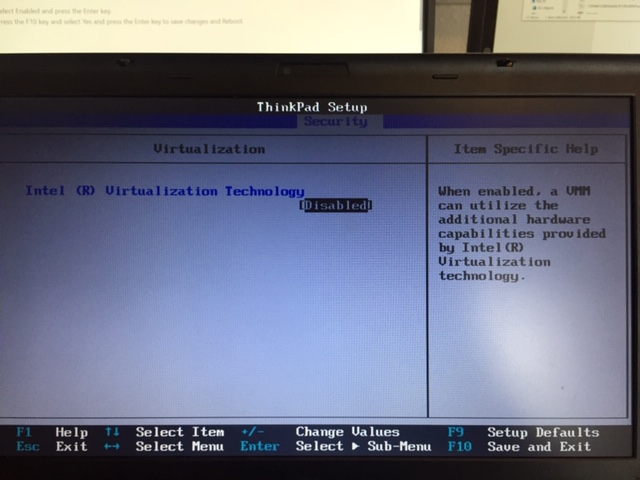 elect Enabled and press the Enter key.
ress the F10 key and select Yes and press the Enter key to save changes and Reboot.
ThinkPad Setup
Security
Virtualization
Item Specific Help
Intel (R) Virtualization Technology
[Disabled]
When enabled, a VMM
can utilize the
additional hardware
capabilities provided
by Intel(R)
Virtualization
technology.
F1 Help ↑↓ Select Item +/- Change Values F9 Setup Defaults
Esc Exit ←→ Select Menu Enter Select ▶ Sub-Menu F10 Save and Exit